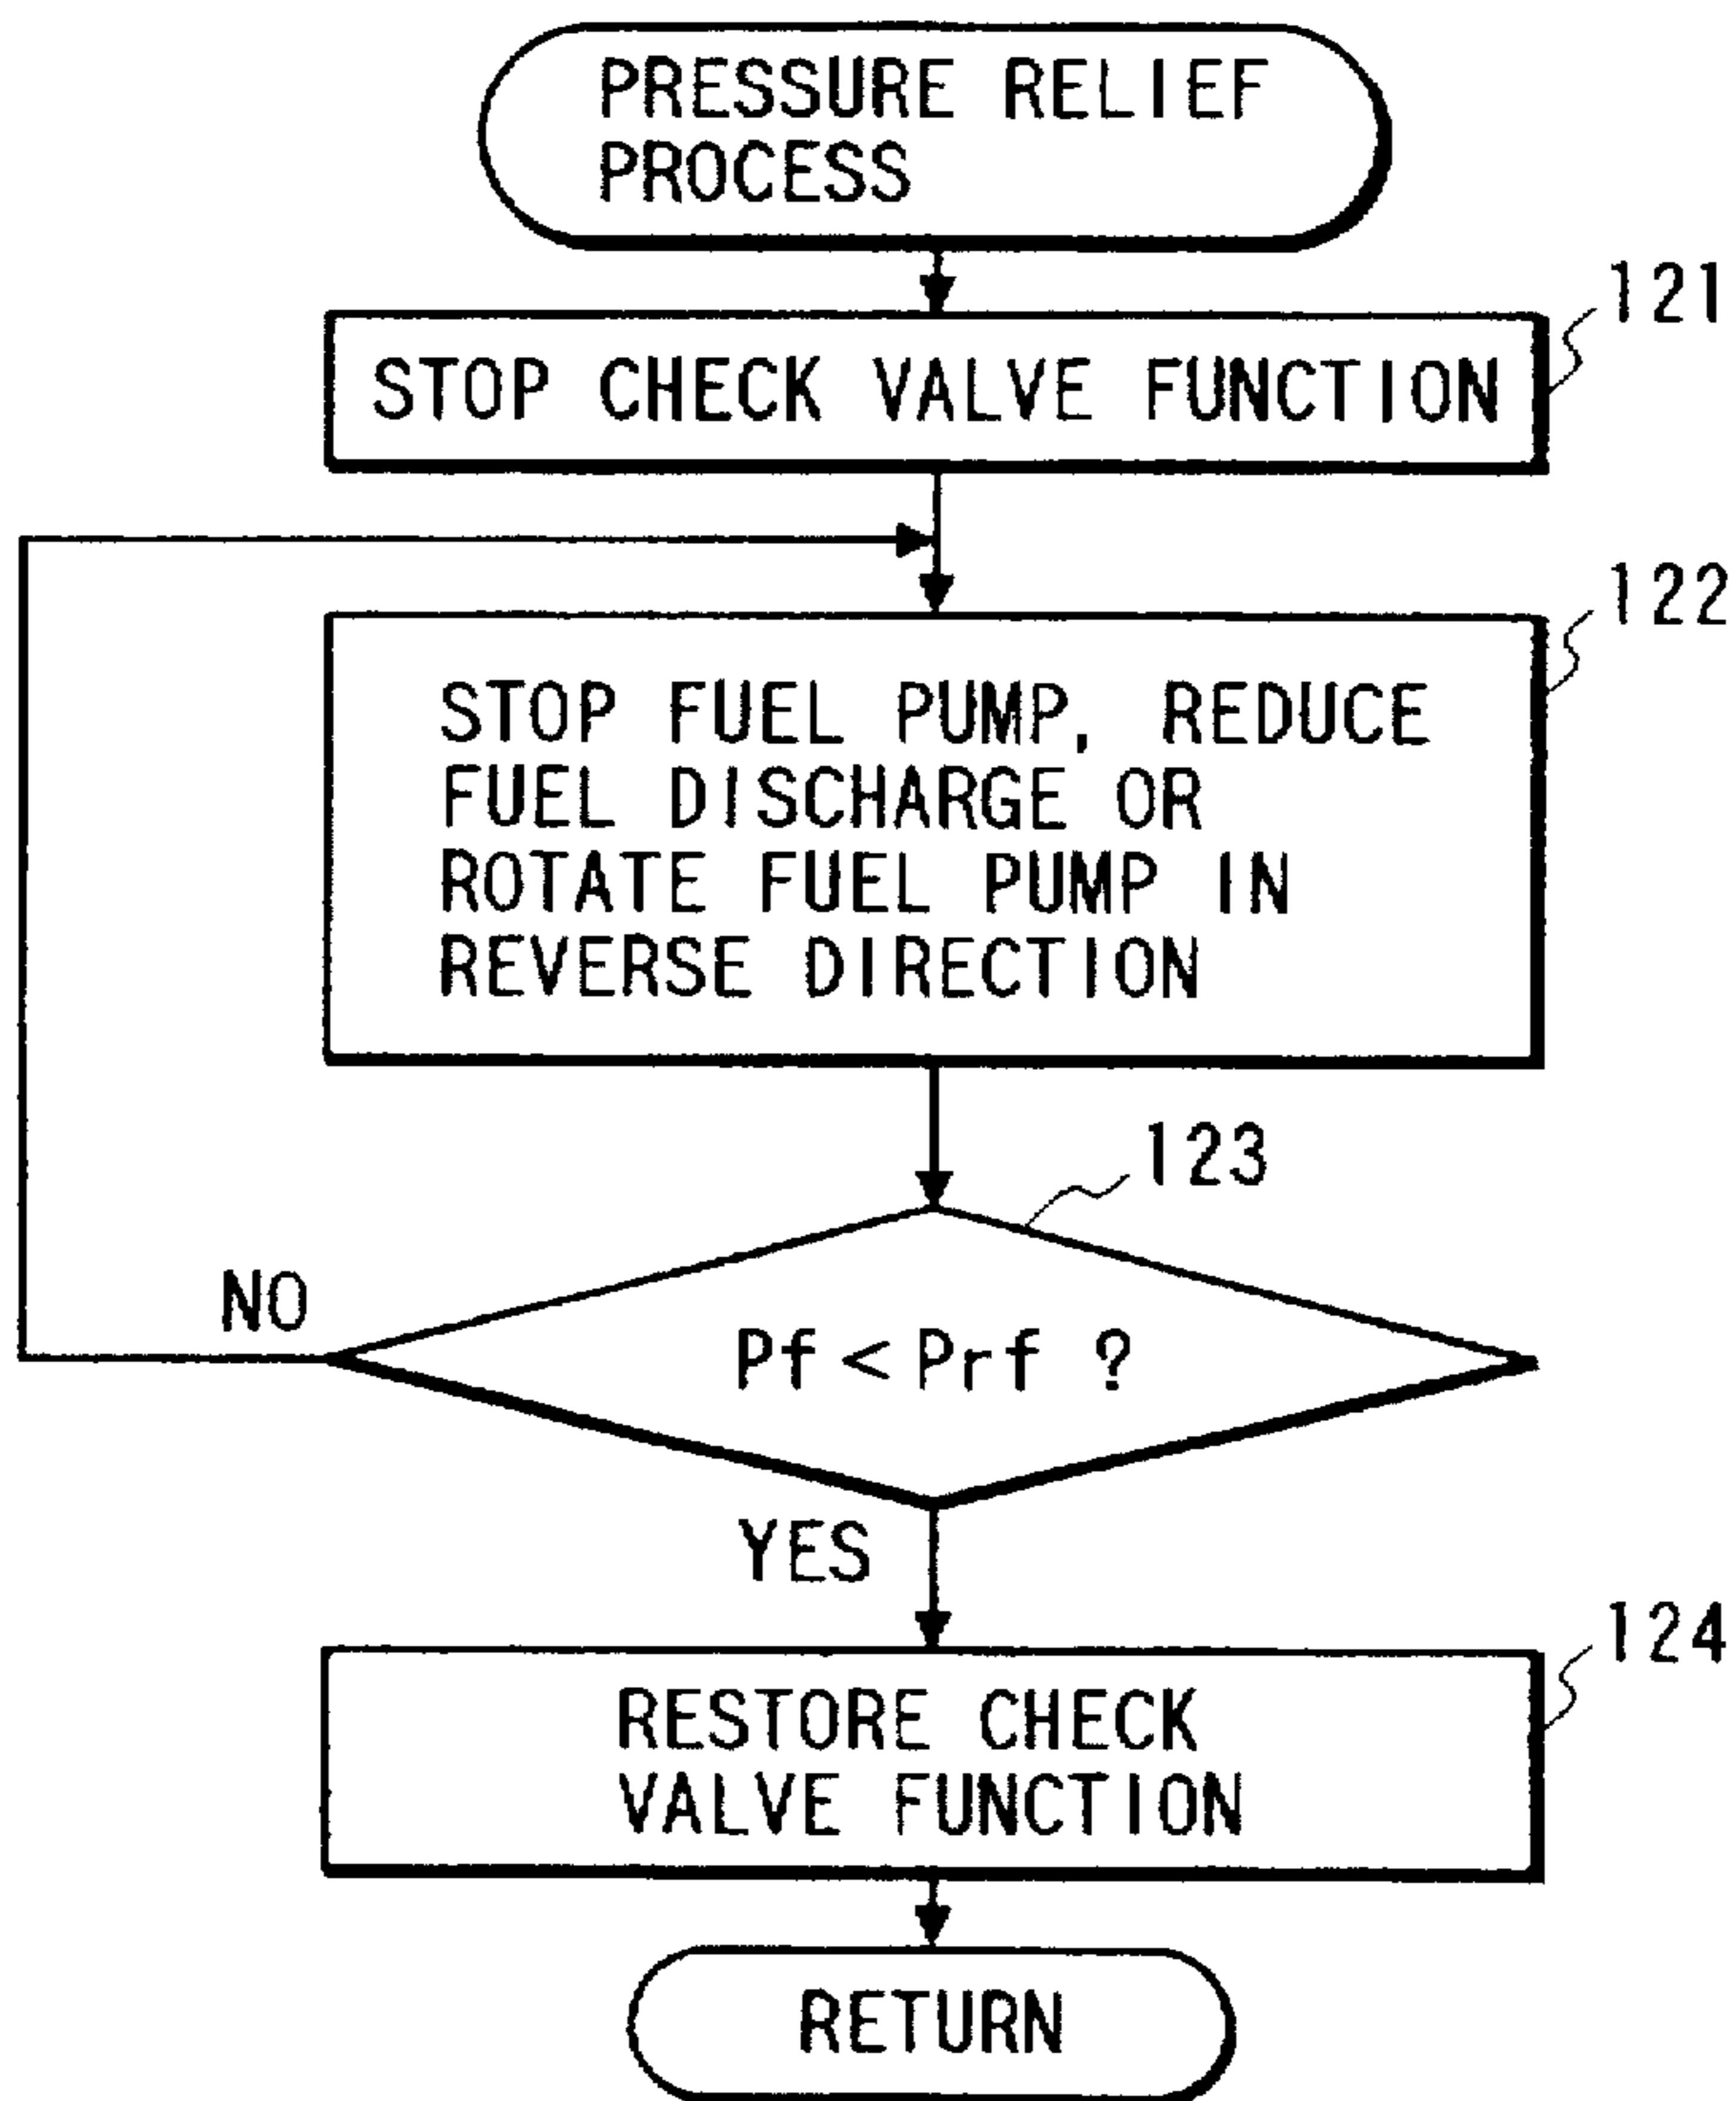 PRESSURE RELIEF
PROCESS
121
STOP CHECK VALVE FUNCTION
122
STOP FUEL PUMP, REDUCE
FUEL DISCHARGE OR
ROTATE FUEL PUMP IN
REVERSE DIRECTION
123
NO
Pf < Prf ?
YES
124
RESTORE CHECK
VALVE FUNCTION
RETURN